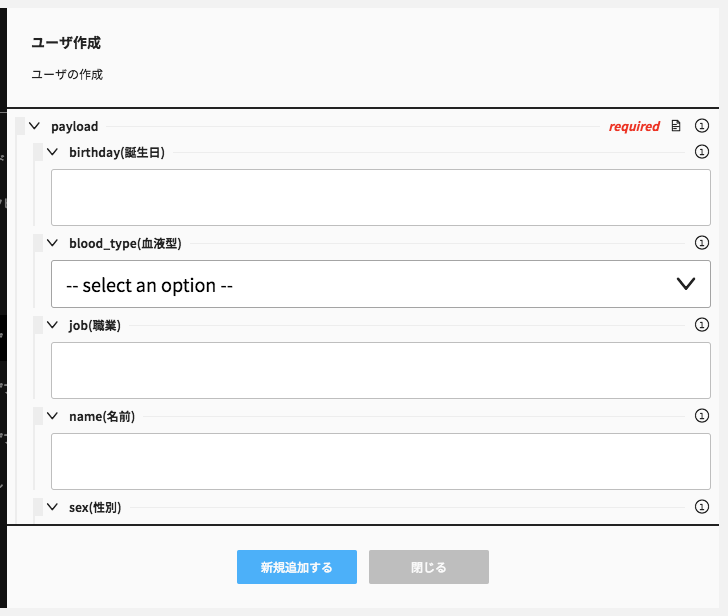 ユーザ作成
ユーザの作成
payload required
birthday(誕生日)
blood_type(血液型)
-- select an option --
job(職業)
name(名前)
sex(性別)
新規追加する 閉じる